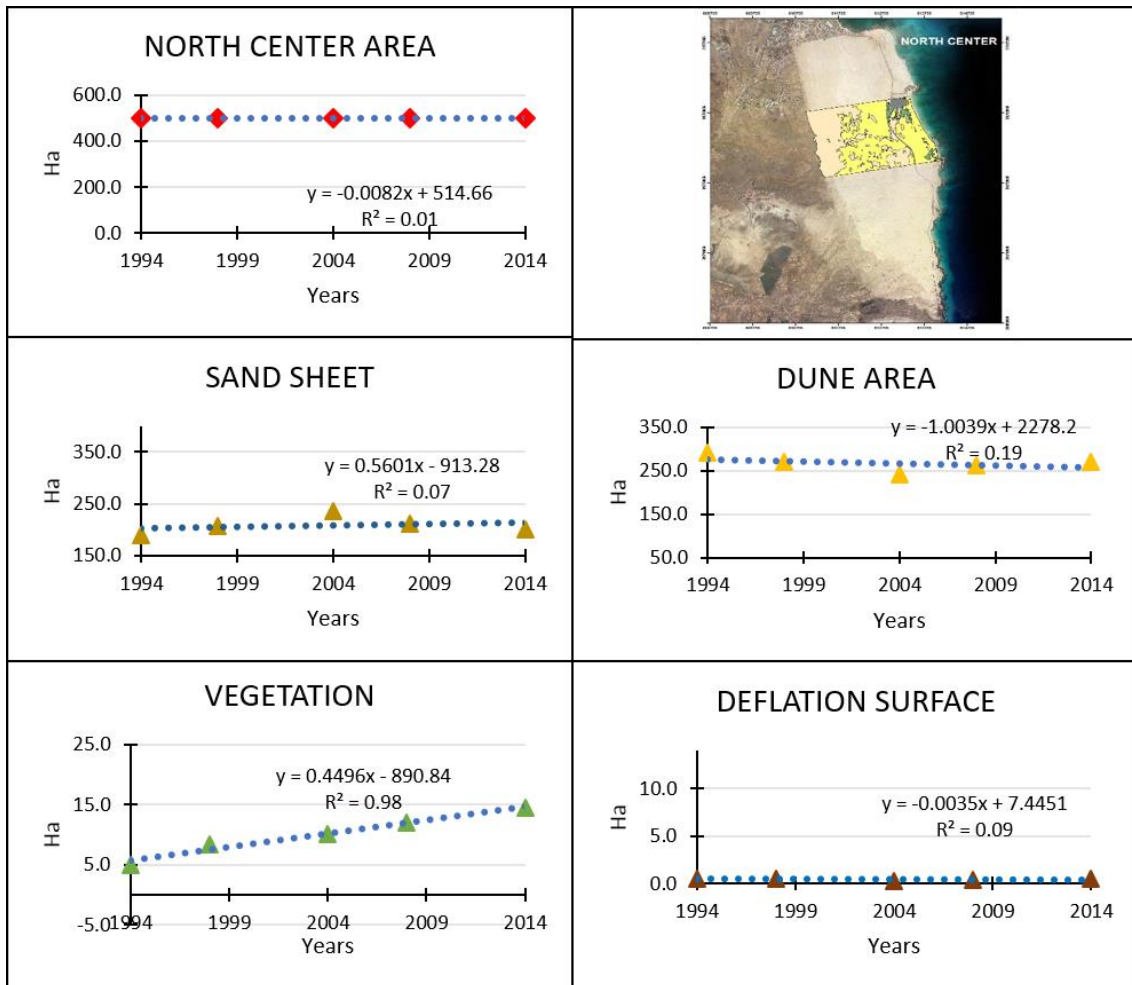 NORTH CENTER AREA
600.0
400.0
200.0
0.0
Ha
y = -0.0082x + 514.66
R² = 0.01
1994 1999 2004 2009 2014
Years
NORTH CENTER
SAND SHEET
350.0
250.0
150.0
Ha
y = 0.5601x - 913.28
R² = 0.07
1994 1999 2004 2009 2014
Years
DUNE AREA
350.0
250.0
150.0
50.0
Ha
y = -1.0039x + 2278.2
R² = 0.19
1994 1999 2004 2009 2014
Years
VEGETATION
25.0
15.0
5.0
-5.0
Ha
y = 0.4496x - 890.84
R² = 0.98
1994 1999 2004 2009 2014
Years
DEFLATION SURFACE
10.0
5.0
0.0
Ha
y = -0.0035x + 7.4451
R² = 0.09
1994 1999 2004 2009 2014
Years